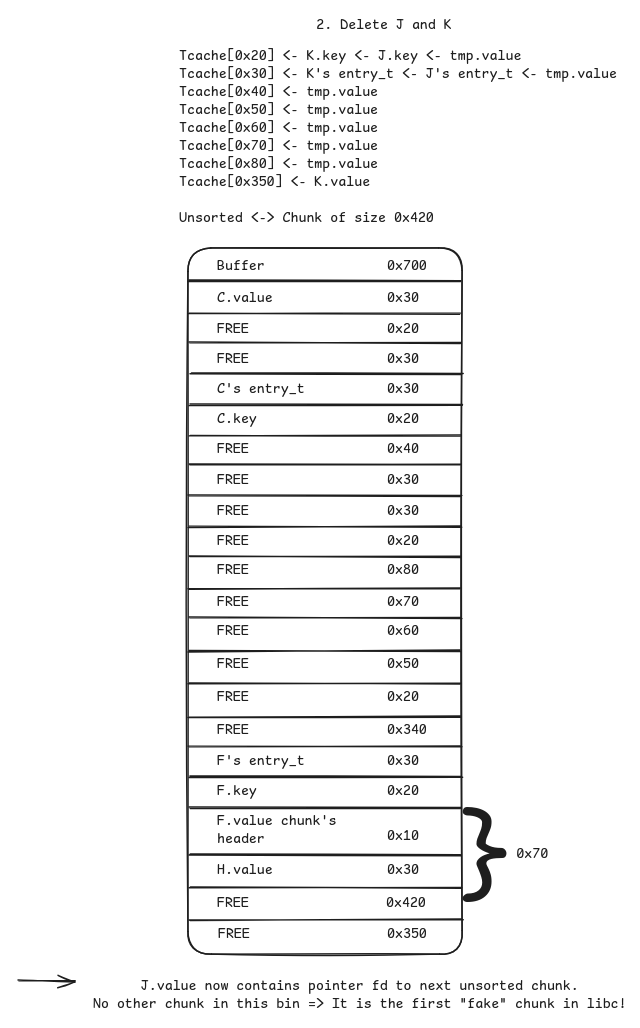 2. Delete J and K
Tcache[0x20] <- K.key <- J.key <- tmp.value
Tcache[0x30] <- K's entry_t <- J's entry_t <- tmp.value
Tcache[0x40] <- tmp.value
Tcache[0x50] <- tmp.value
Tcache[0x60] <- tmp.value
Tcache[0x70] <- tmp.value
Tcache[0x80] <- tmp.value
Tcache[0x350] <- K.value
Unsorted <-> Chunk of size 0x420
Buffer 0x700
C.value 0x30
FREE 0x20
FREE 0x30
C's entry_t 0x30
C.key 0x20
FREE 0x40
FREE 0x30
FREE 0x30
FREE 0x20
FREE 0x80
FREE 0x70
FREE 0x60
FREE 0x50
FREE 0x20
FREE 0x340
F's entry_t 0x30
F.key 0x20
F.value chunk's
header 0x10
0x70
H.value 0x30
FREE 0x420
FREE 0x350
J.value now contains pointer fd to next unsorted chunk.
No other chunk in this bin => It is the first "fake" chunk in libc!